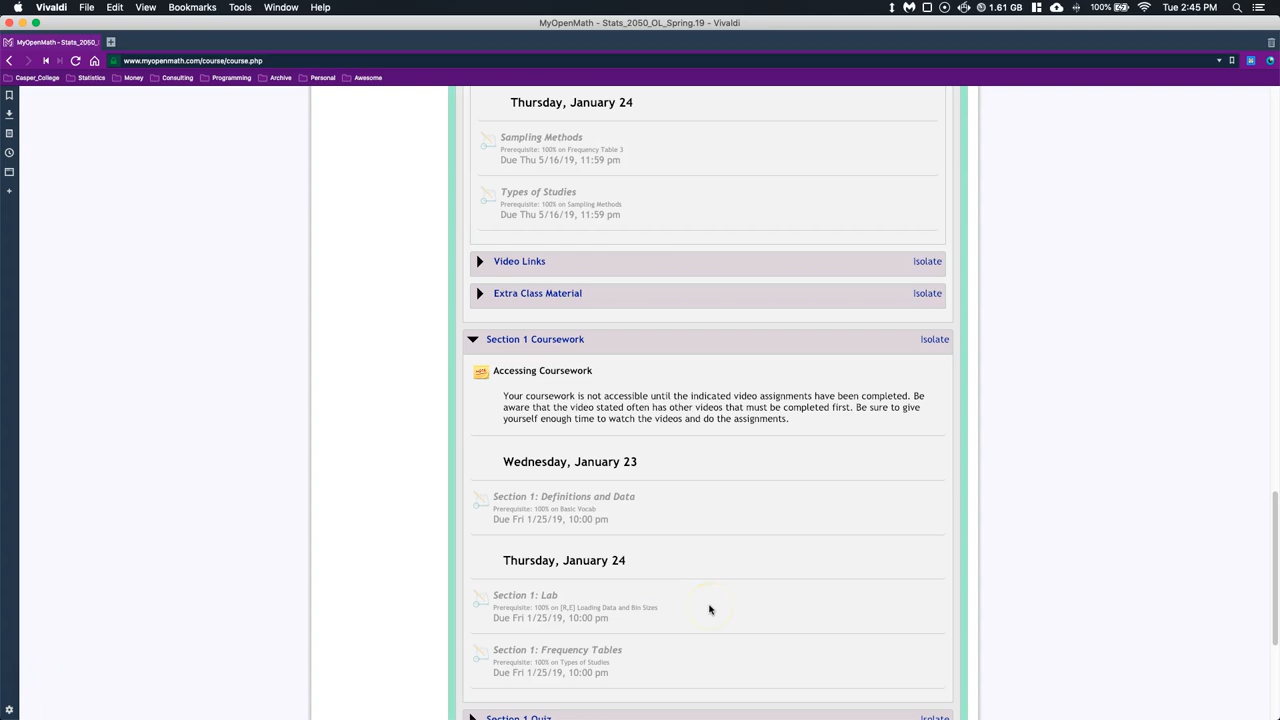 Vivaldi File Edit View Bookmarks Tools Window Help 1.61 GB 100% Tue 2:45 PM
MyOpenMath - Stats_2050_OL_Spring.19 - Vivaldi
MyOpenMath - Stats_2050_
www.myopenmath.com/course/course.php
Casper_College Statistics Money Consulting Programming Archive Personal Awesome
Thursday, January 24
Sampling Methods
Prerequisite: 100% on Frequency Table 3
Due Thu 5/16/19, 11:59 pm
Types of Studies
Prerequisite: 100% on Sampling Methods
Due Thu 5/16/19, 11:59 pm
Video Links Isolate
Extra Class Material Isolate
Section 1 Coursework Isolate
Accessing Coursework
Your coursework is not accessible until the indicated video assignments have been completed. Be
aware that the video stated often has other videos that must be completed first. Be sure to give
yourself enough time to watch the videos and do the assignments.
Wednesday, January 23
Section 1: Definitions and Data
Prerequisite: 100% on Basic Vocab
Due Fri 1/25/19, 10:00 pm
Thursday, January 24
Section 1: Lab
Prerequisite: 100% on [R,E] Loading Data and Bin Sizes
Due Fri 1/25/19, 10:00 pm
Section 1: Frequency Tables
Prerequisite: 100% on Types of Studies
Due Fri 1/25/19, 10:00 pm
Section 1 Quiz Isolate